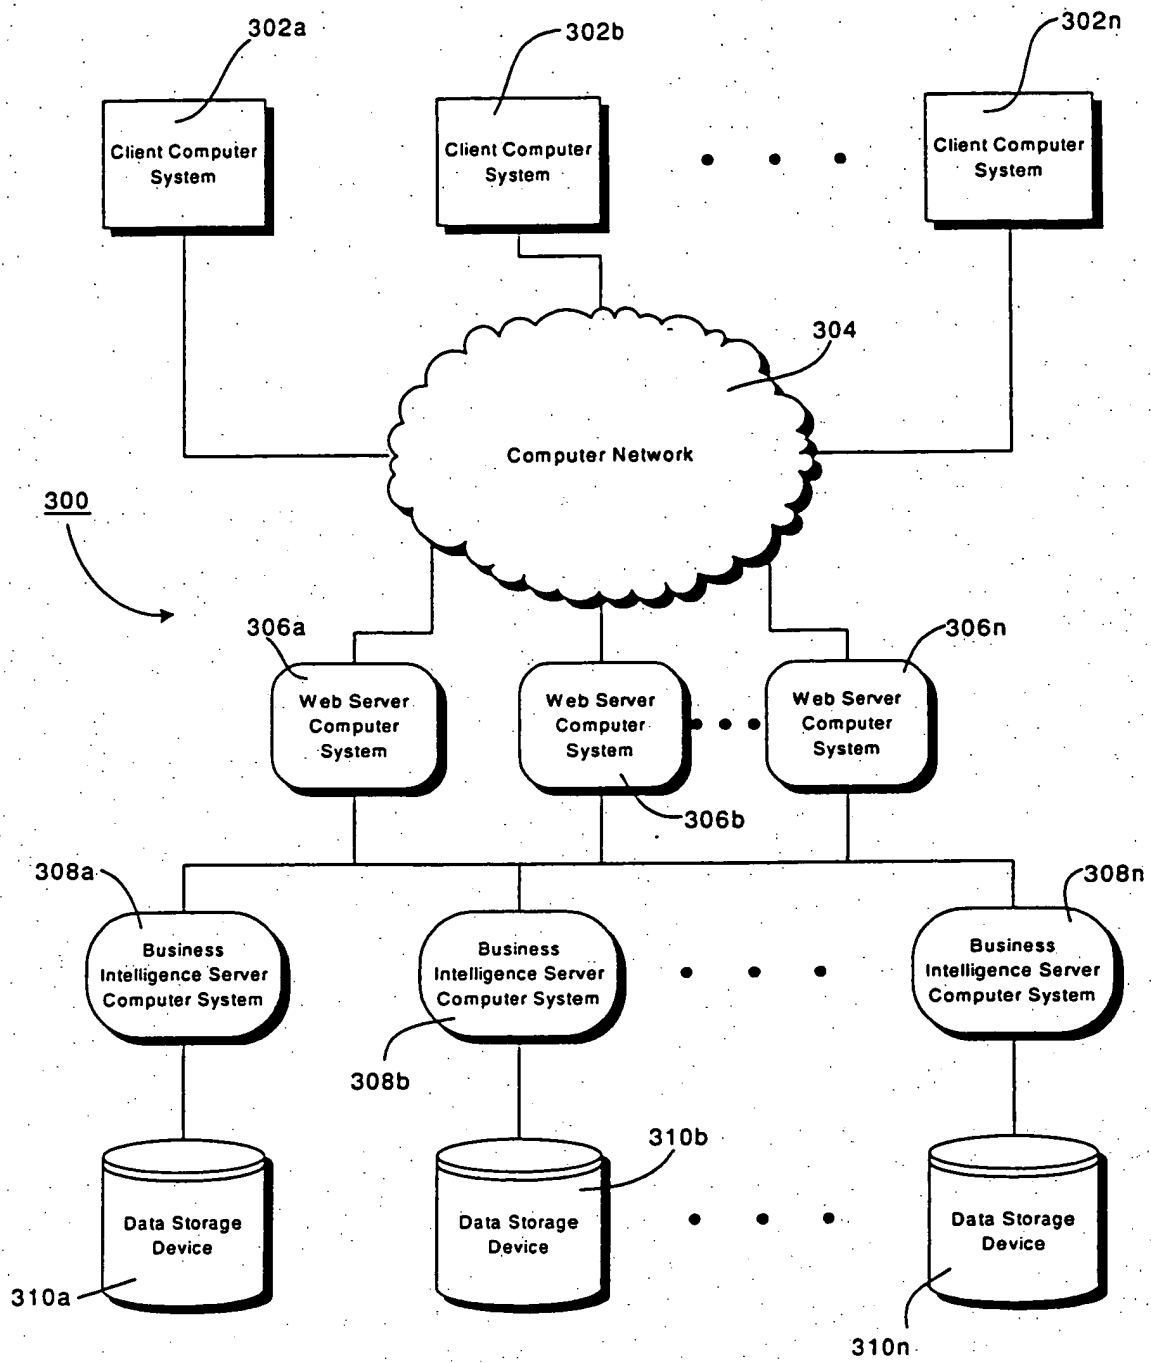 302a
302b
302n
Client Computer
System
Client Computer
System
Client Computer
System
304
Computer Network
300
306a
306n
Web Server
Computer
System
Web Server
Computer
System
Web Server
Computer
System
306b
308a
308n
Business
Intelligence Server
Computer System
Business
Intelligence Server
Computer System
Business
Intelligence Server
Computer System
308b
310b
Data Storage
Device
Data Storage
Device
Data Storage
Device
310a
310n